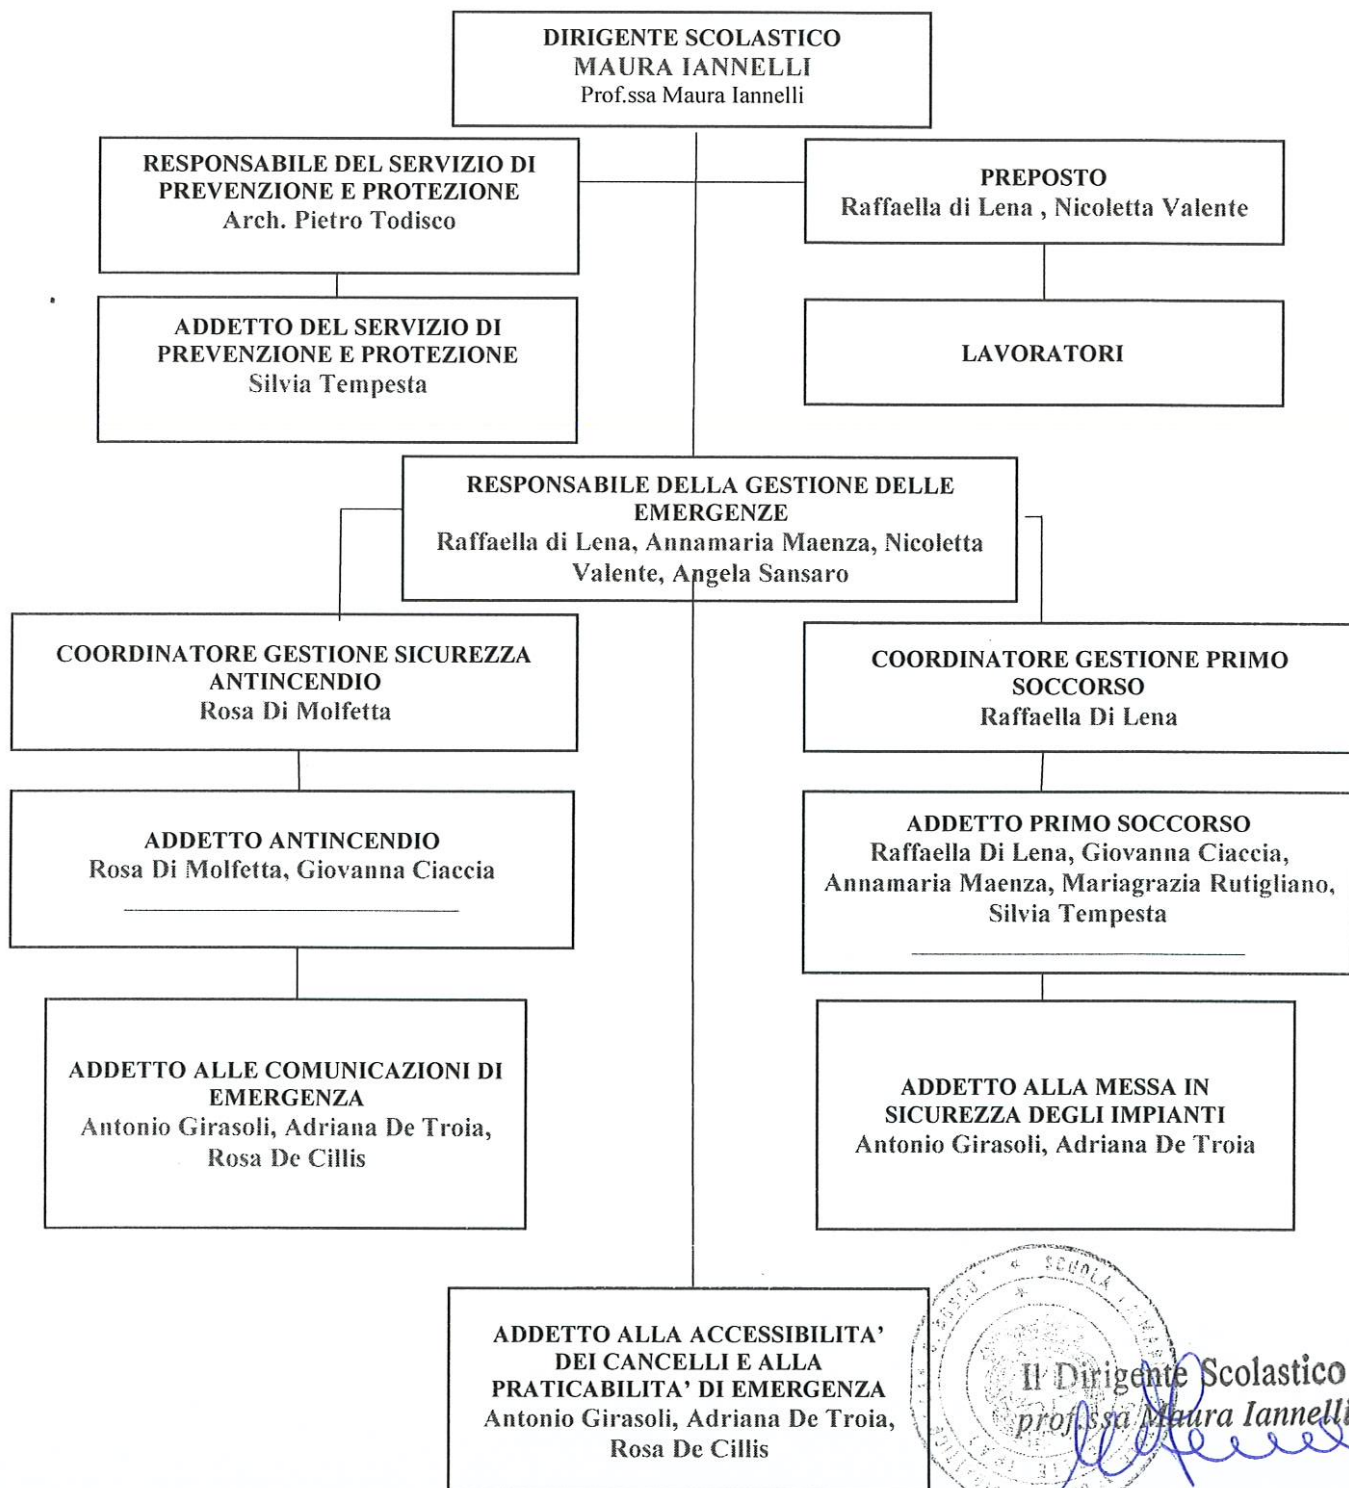 DIRIGENTE SCOLASTICO
MAURA IANNELLI
Prof.ssa Maura Iannelli
RESPONSABILE DEL SERVIZIO DI
PREVENZIONE E PROTEZIONE
Arch. Pietro Todisco
PREPOSTO
Raffaella di Lena , Nicoletta Valente
ADDETTO DEL SERVIZIO DI
PREVENZIONE E PROTEZIONE
Silvia Tempesta
LAVORATORI
RESPONSABILE DELLA GESTIONE DELLE
EMERGENZE
Raffaella di Lena, Annamaria Maenza, Nicoletta
Valente, Angela Sansaro
COORDINATORE GESTIONE SICUREZZA
ANTINCENDIO
Rosa Di Molfetta
COORDINATORE GESTIONE PRIMO
SOCCORSO
Raffaella Di Lena
ADDETTO ANTINCENDIO
Rosa Di Molfetta, Giovanna Ciaccia
ADDETTO PRIMO SOCCORSO
Raffaella Di Lena, Giovanna Ciaccia,
Annamaria Maenza, Mariagrazia Rutigliano,
Silvia Tempesta
ADDETTO ALLE COMUNICAZIONI DI
EMERGENZA
Antonio Girasoli, Adriana De Troia,
Rosa De Cillis
ADDETTO ALLA MESSA IN
SICUREZZA DEGLI IMPIANTI
Antonio Girasoli, Adriana De Troia
ADDETTO ALLA ACCESSIBILITA’
DEI CANCELLI E ALLA
PRATICABILITA’ DI EMERGENZA
Antonio Girasoli, Adriana De Troia,
Rosa De Cillis
SCUOLA
Il Dirigente Scolastico
prof.ssa Maura Iannelli